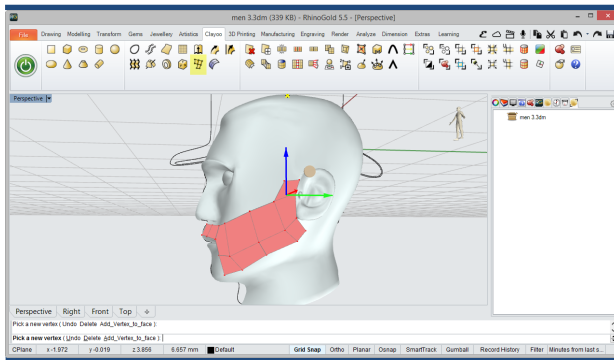 men 3.3dm (339 KB) - RhinoGold 5.5 - [Perspective]
File Drawing Modelling Transform Gems Jewellery Artistics Clayoo 3D Printing Manufacturing Engraving Render Analyze Dimension Extras Learning
Perspective
men 3.3dm
Perspective Right Front Top
Pick a new vertex ( Undo Delete Add_Vertex_to_face ):
Pick a new vertex ( Undo Delete Add_Vertex_to_face ):
CPlane x -1.972 y -0.019 z 3.856 6.657 mm Default Grid Snap Ortho Planar Osnap SmartTrack Gumball Record History Filter Minutes from last s...